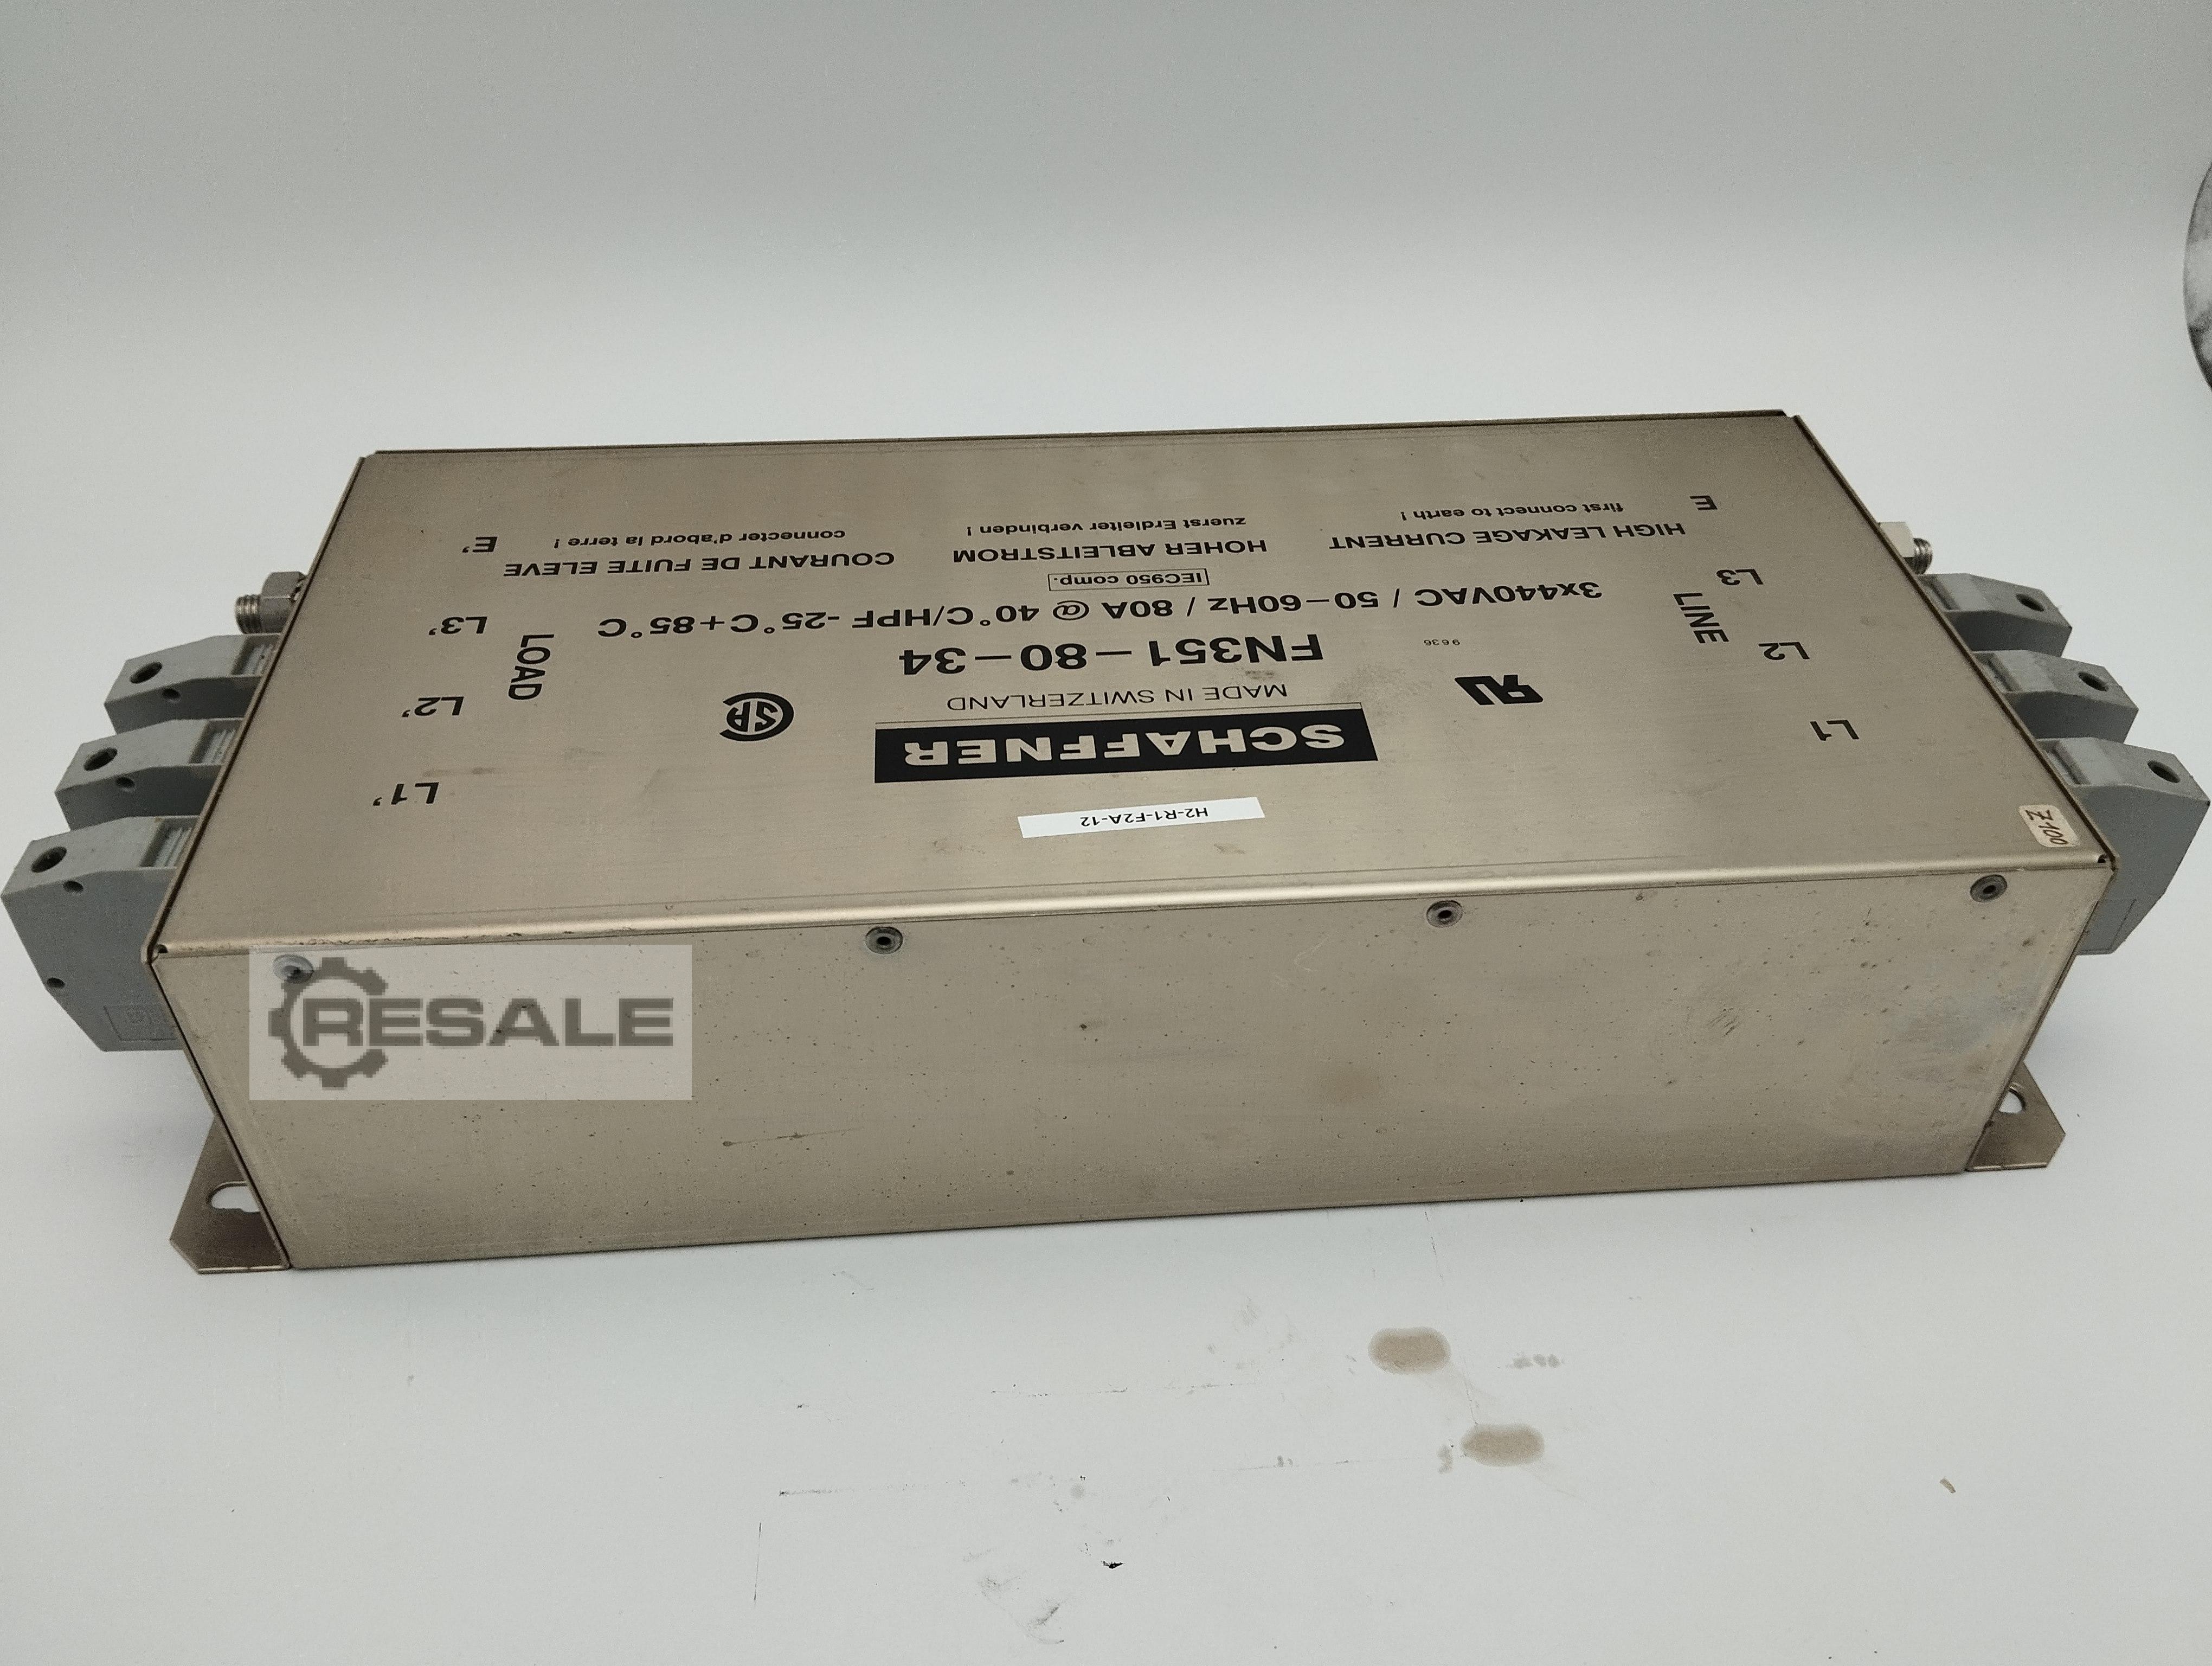 H2-R1-F2A-12
SCHAFFNER
MADE IN SWITZERLAND
FN351-80-34
3x440VAC / 50-60Hz / 80A @ 40°C/HPF -25°C+85°C
IEC950 comp.
HIGH LEAKAGE CURRENT
first connect to earth !
HOHER ABLEITSTROM
zuerst Erdleiter verbinden !
COURANT DE FUITE ELEVE
connecter d'abord la terre !
9636
LINE
L1
L2
L3
E
LOAD
L1'
L2'
L3'
E'
SA
Z-100
RESALE